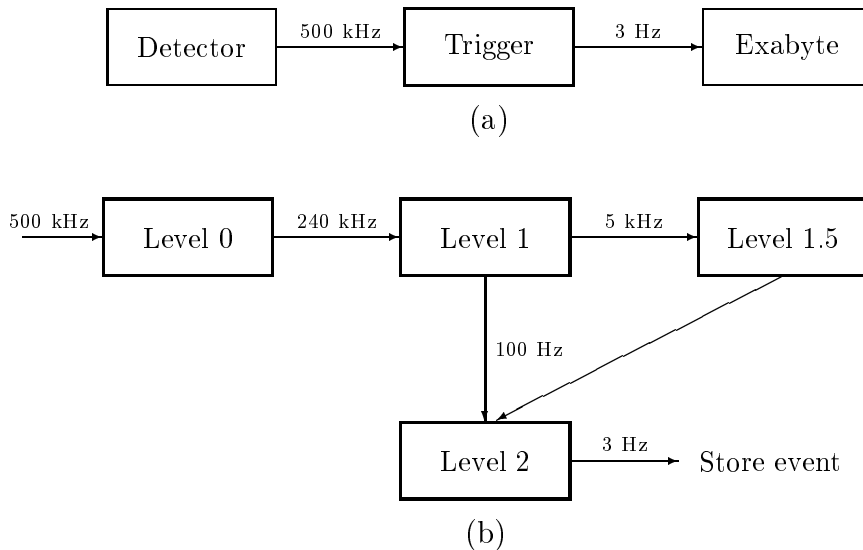 Detector
500 kHz
Trigger
3 Hz
Exabyte
(a)
500 kHz
Level 0
240 kHz
Level 1
5 kHz
Level 1.5
100 Hz
Level 2
3 Hz
Store event
(b)